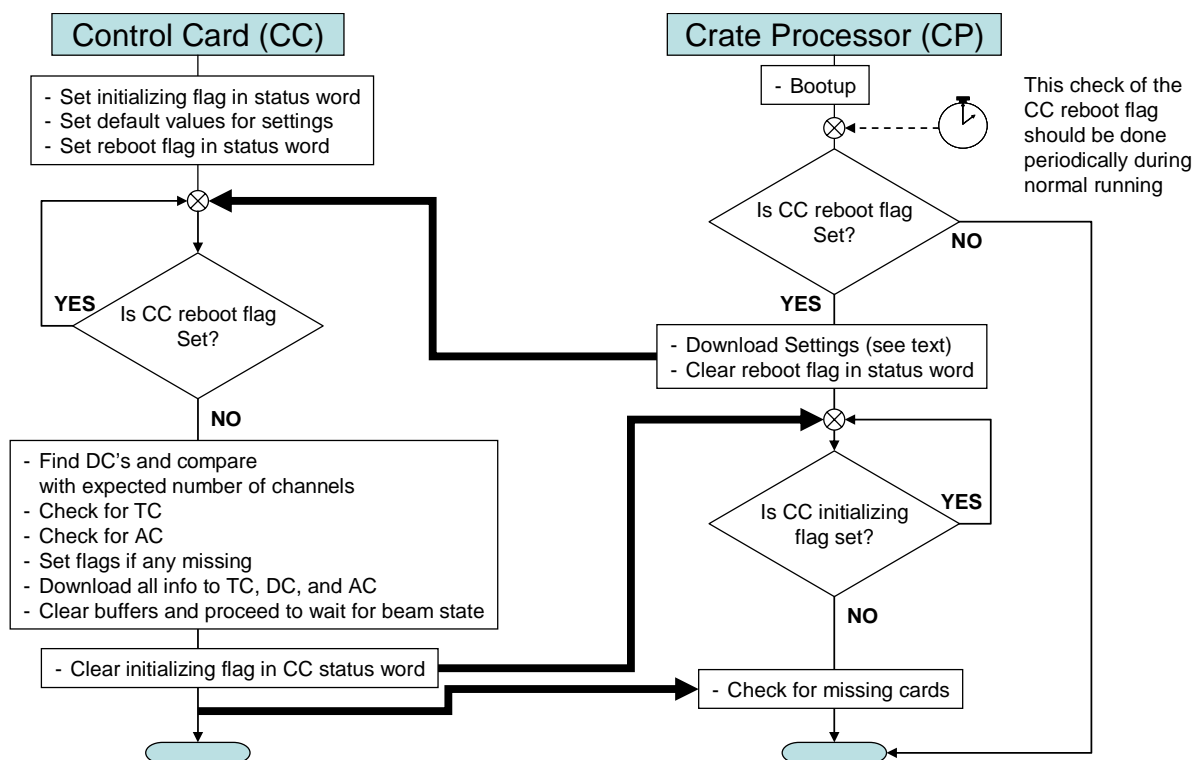 Control Card (CC)
- Set initializing flag in status word
- Set default values for settings
- Set reboot flag in status word
YES
Is CC reboot flag
Set?
NO
- Find DC's and compare
with expected number of channels
- Check for TC
- Check for AC
- Set flags if any missing
- Download all info to TC, DC, and AC
- Clear buffers and proceed to wait for beam state
- Clear initializing flag in CC status word
Crate Processor (CP)
- Bootup
This check of the
CC reboot flag
should be done
periodically during
normal running
Is CC reboot flag
Set?
NO
YES
- Download Settings (see text)
- Clear reboot flag in status word
YES
Is CC initializing
flag set?
NO
- Check for missing cards